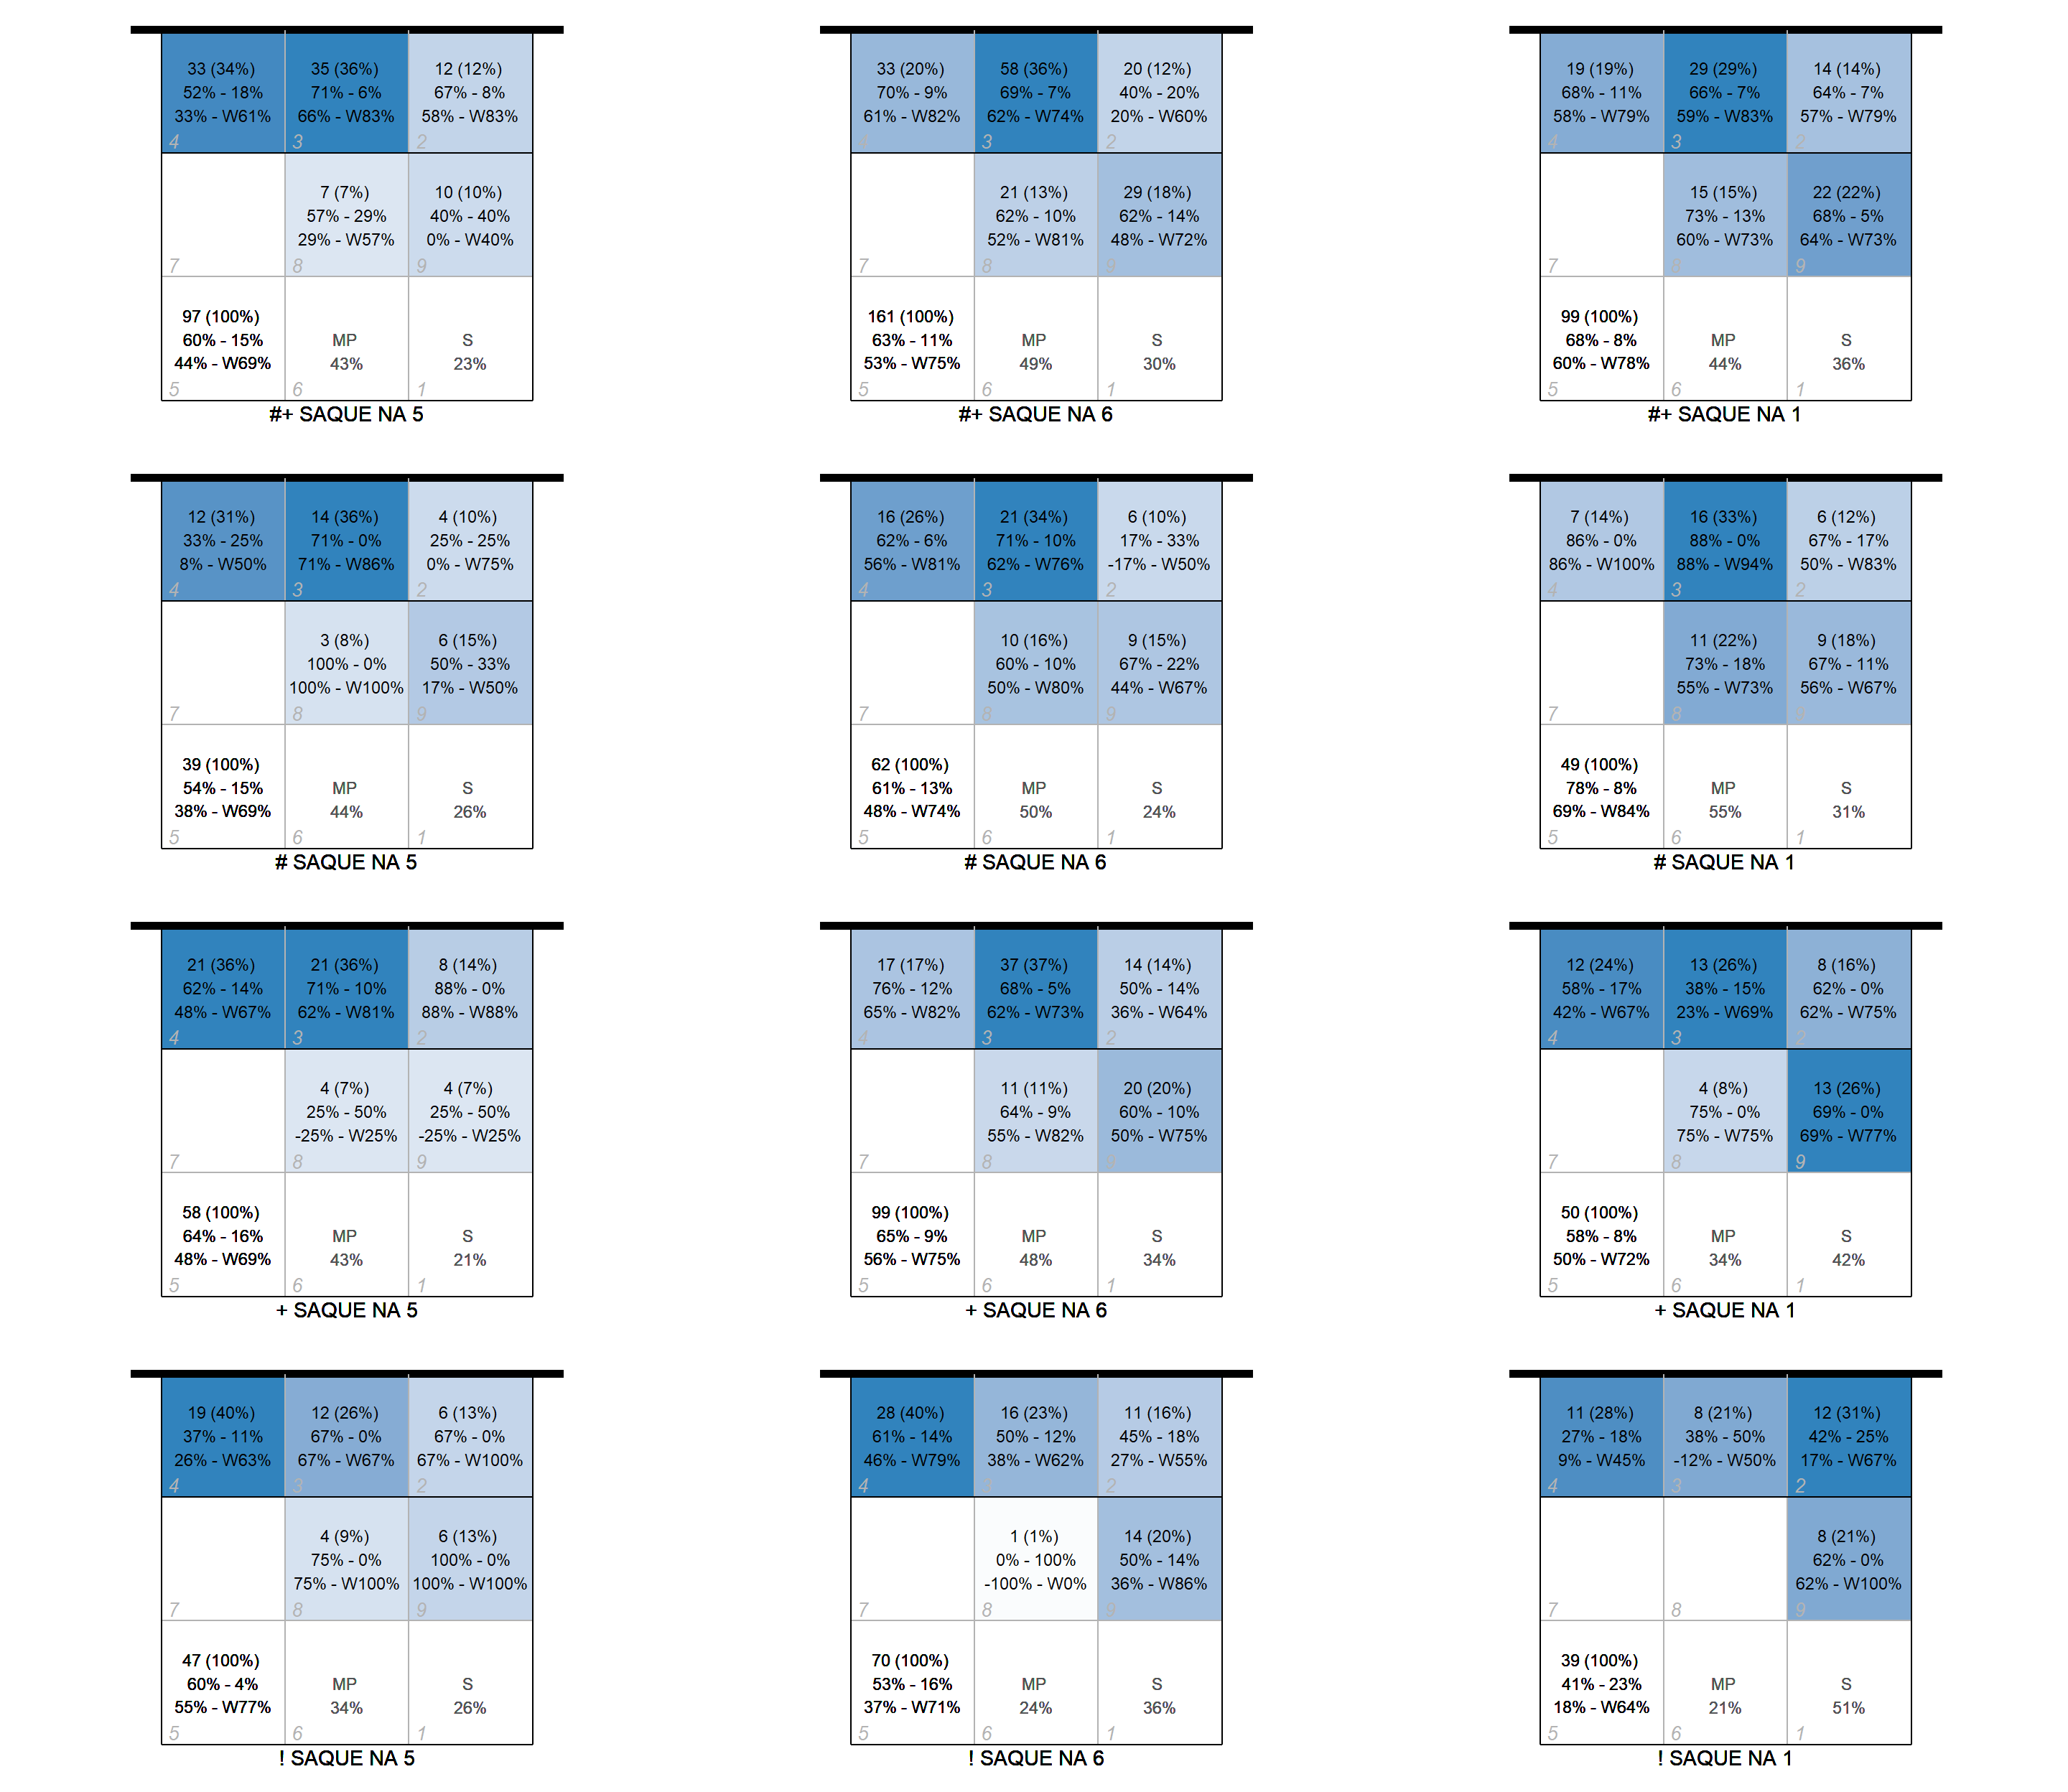 33 (34%)
52% - 18%
33% - W61%
4
35 (36%)
71% - 6%
66% - W83%
3
12 (12%)
67% - 8%
58% - W83%
2
7
7 (7%)
57% - 29%
29% - W57%
8
10 (10%)
40% - 40%
0% - W40%
9
97 (100%)
60% - 15%
44% - W69%
5
MP
43%
6
S
23%
1
#+ SAQUE NA 5
33 (20%)
70% - 9%
61% - W82%
4
58 (36%)
69% - 7%
62% - W74%
3
20 (12%)
40% - 20%
20% - W60%
2
7
21 (13%)
62% - 10%
52% - W81%
8
29 (18%)
62% - 14%
48% - W72%
9
161 (100%)
63% - 11%
53% - W75%
5
MP
49%
6
S
30%
1
#+ SAQUE NA 6
19 (19%)
68% - 11%
58% - W79%
4
29 (29%)
66% - 7%
59% - W83%
3
14 (14%)
64% - 7%
57% - W79%
2
7
15 (15%)
73% - 13%
60% - W73%
8
22 (22%)
68% - 5%
64% - W73%
9
99 (100%)
68% - 8%
60% - W78%
5
MP
44%
6
S
36%
1
#+ SAQUE NA 1
12 (31%)
33% - 25%
8% - W50%
4
14 (36%)
71% - 0%
71% - W86%
3
4 (10%)
25% - 25%
0% - W75%
2
7
3 (8%)
100% - 0%
100% - W100%
8
6 (15%)
50% - 33%
17% - W50%
9
39 (100%)
54% - 15%
38% - W69%
5
MP
44%
6
S
26%
1
# SAQUE NA 5
16 (26%)
62% - 6%
56% - W81%
4
21 (34%)
71% - 10%
62% - W76%
3
6 (10%)
17% - 33%
-17% - W50%
2
7
10 (16%)
60% - 10%
50% - W80%
8
9 (15%)
67% - 22%
44% - W67%
9
62 (100%)
61% - 13%
48% - W74%
5
MP
50%
6
S
24%
1
# SAQUE NA 6
7 (14%)
86% - 0%
86% - W100%
4
16 (33%)
88% - 0%
88% - W94%
3
6 (12%)
67% - 17%
50% - W83%
2
7
11 (22%)
73% - 18%
55% - W73%
8
9 (18%)
67% - 11%
56% - W67%
9
49 (100%)
78% - 8%
69% - W84%
5
MP
55%
6
S
31%
1
# SAQUE NA 1
21 (36%)
62% - 14%
48% - W67%
4
21 (36%)
71% - 10%
62% - W81%
3
8 (14%)
88% - 0%
88% - W88%
2
7
4 (7%)
25% - 50%
-25% - W25%
8
4 (7%)
25% - 50%
-25% - W25%
9
58 (100%)
64% - 16%
48% - W69%
5
MP
43%
6
S
21%
1
+ SAQUE NA 5
17 (17%)
76% - 12%
65% - W82%
4
37 (37%)
68% - 5%
62% - W73%
3
14 (14%)
50% - 14%
36% - W64%
2
7
11 (11%)
64% - 9%
55% - W82%
8
20 (20%)
60% - 10%
50% - W75%
9
99 (100%)
65% - 9%
56% - W75%
5
MP
48%
6
S
34%
1
+ SAQUE NA 6
12 (24%)
58% - 17%
42% - W67%
4
13 (26%)
38% - 15%
23% - W69%
3
8 (16%)
62% - 0%
62% - W75%
2
7
4 (8%)
75% - 0%
75% - W75%
8
13 (26%)
69% - 0%
69% - W77%
9
50 (100%)
58% - 8%
50% - W72%
5
MP
34%
6
S
42%
1
+ SAQUE NA 1
19 (40%)
37% - 11%
26% - W63%
4
12 (26%)
67% - 0%
67% - W67%
3
6 (13%)
67% - 0%
67% - W100%
2
7
4 (9%)
75% - 0%
75% - W100%
8
6 (13%)
100% - 0%
100% - W100%
9
47 (100%)
60% - 4%
55% - W77%
5
MP
34%
6
S
26%
1
! SAQUE NA 5
28 (40%)
61% - 14%
46% - W79%
4
16 (23%)
50% - 12%
38% - W62%
3
11 (16%)
45% - 18%
27% - W55%
2
7
1 (1%)
0% - 100%
-100% - W0%
8
14 (20%)
50% - 14%
36% - W86%
9
70 (100%)
53% - 16%
37% - W71%
5
MP
24%
6
S
36%
1
! SAQUE NA 6
11 (28%)
27% - 18%
9% - W45%
4
8 (21%)
38% - 50%
-12% - W50%
3
12 (31%)
42% - 25%
17% - W67%
2
7
8
8 (21%)
62% - 0%
62% - W100%
9
39 (100%)
41% - 23%
18% - W64%
5
MP
21%
6
S
51%
1
! SAQUE NA 1